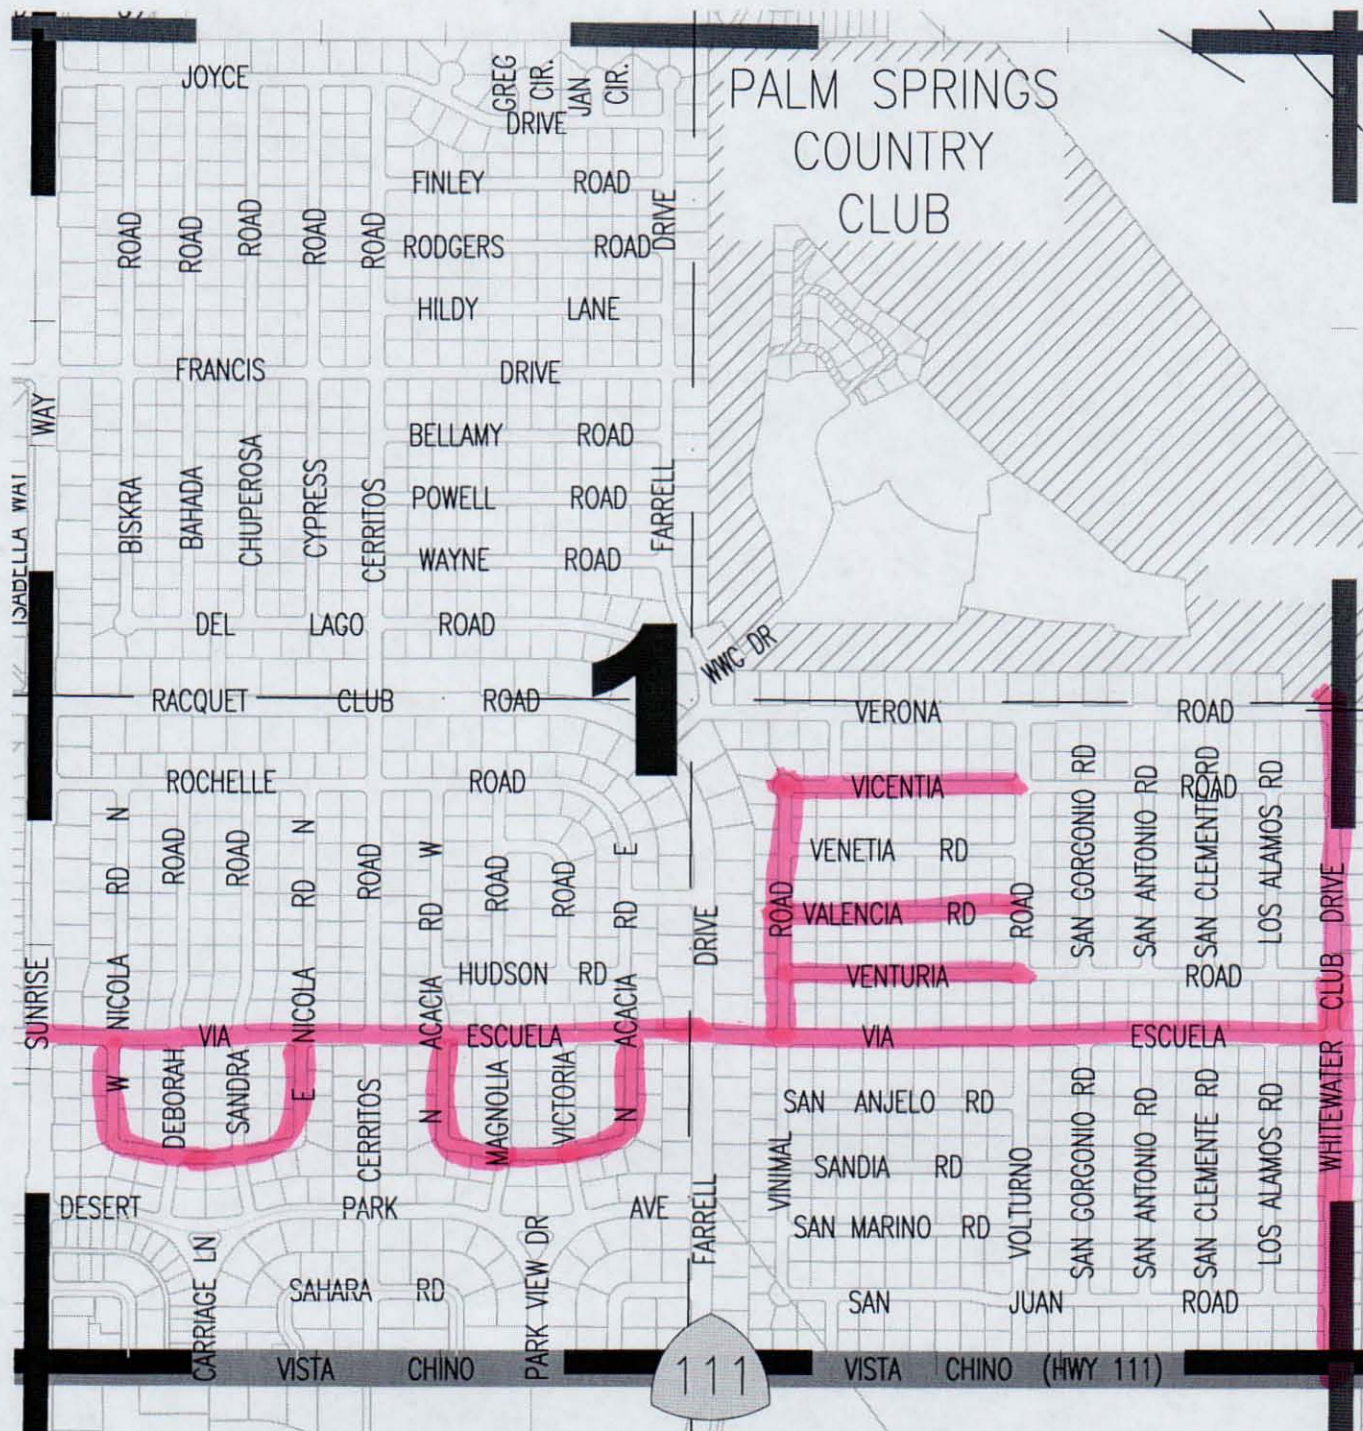 JOYCE
GREG CIR.
JAN CIR.
DRIVE
PALM SPRINGS
COUNTRY
CLUB
FINLEY ROAD
ROAD
ROAD
ROAD
ROAD
ROAD
RODGERS ROAD
DRIVE
HILDY LANE
FRANCIS DRIVE
WAY
ISABELLA WAY
BELLAMY ROAD
BISKRA
BAHADA
CHUPEROSA
CYPRESS
CERRITOS
POWELL ROAD
FARRELL
WAYNE ROAD
DEL LAGO ROAD
1
WWC DR
RACQUET CLUB ROAD
VERONA ROAD
ROCHELLE ROAD
VICENTIA ROAD
SAN GORGONIO RD
SAN ANTONIO RD
SAN CLEMENTE RD
LOS ALAMOS RD
VENETIA RD
NICOLA RD N
ROAD
ROAD
NICOLA RD N
ROAD
ACACIA RD W
ROAD
ROAD
ACACIA RD E
DRIVE
ROAD
VALENCIA RD
ROAD
HUDSON RD
VENTURIA ROAD
SUNRISE
WHITEWATER CLUB DRIVE
VIA ESCUELA
VIA ESCUELA
W
DEBORAH
SANDRA
E
CERRITOS
N
MAGNOLIA
VICTORIA
N
SAN ANJELO RD
VINIMAL
SANDIA RD
VOLTURNO
SAN GORGONIO RD
SAN ANTONIO RD
SAN CLEMENTE RD
LOS ALAMOS RD
DESERT PARK AVE
FARRELL
SAN MARINO RD
CARRIAGE LN
SAHARA RD
PARK VIEW DR
SAN JUAN ROAD
VISTA CHINO
111
VISTA CHINO (HWY 111)